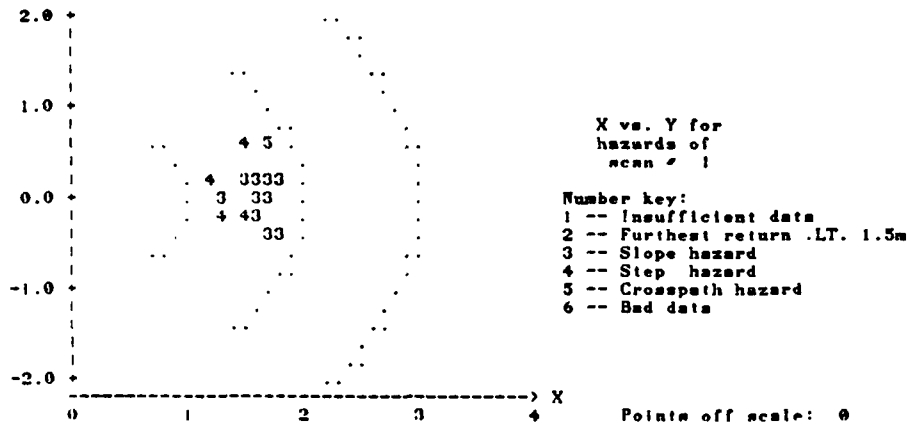 2.0
1.0
X vs. Y for
hazards of
scan # 1
4 5
4 3333
0.0
3 33
Number key:
4 43
1 -- Insufficient data
33
2 -- Furthest return .LT. 1.5m
3 -- Slope hazard
4 -- Step hazard
-1.0
5 -- Crosspath hazard
6 -- Bad data
-2.0
X
0 1 2 3 4
Points off scale: 0